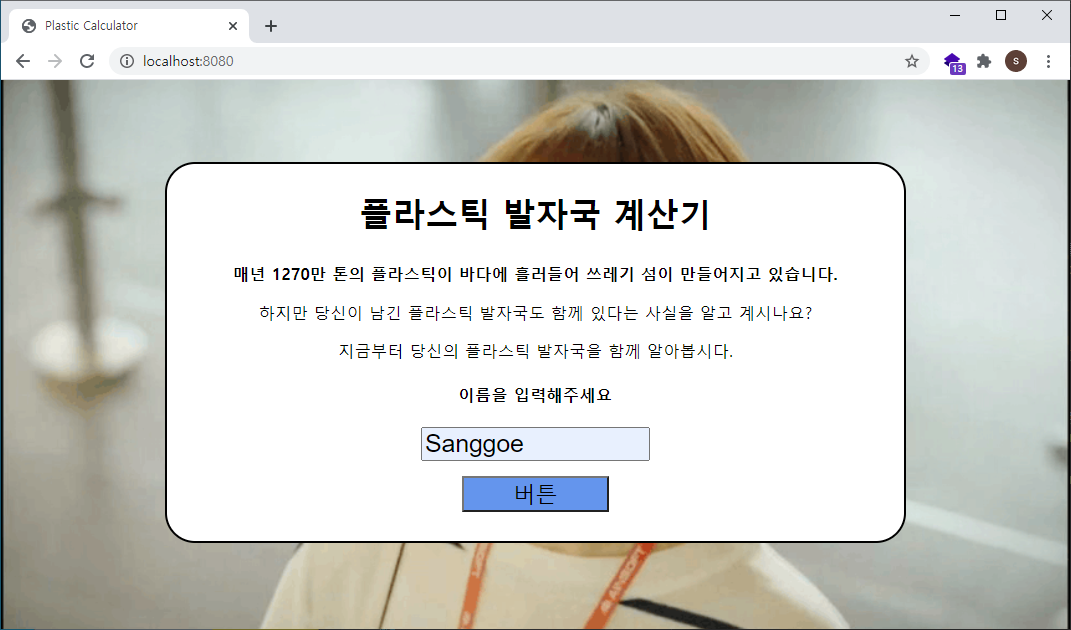 Plastic Calculator
localhost:8080
13
S
플라스틱 발자국 계산기
매년 1270만 톤의 플라스틱이 바다에 흘러들어 쓰레기 섬이 만들어지고 있습니다.
하지만 당신이 남긴 플라스틱 발자국도 함께 있다는 사실을 알고 계시나요?
지금부터 당신의 플라스틱 발자국을 함께 알아봅시다.
이름을 입력해주세요
Sanggoe
버튼